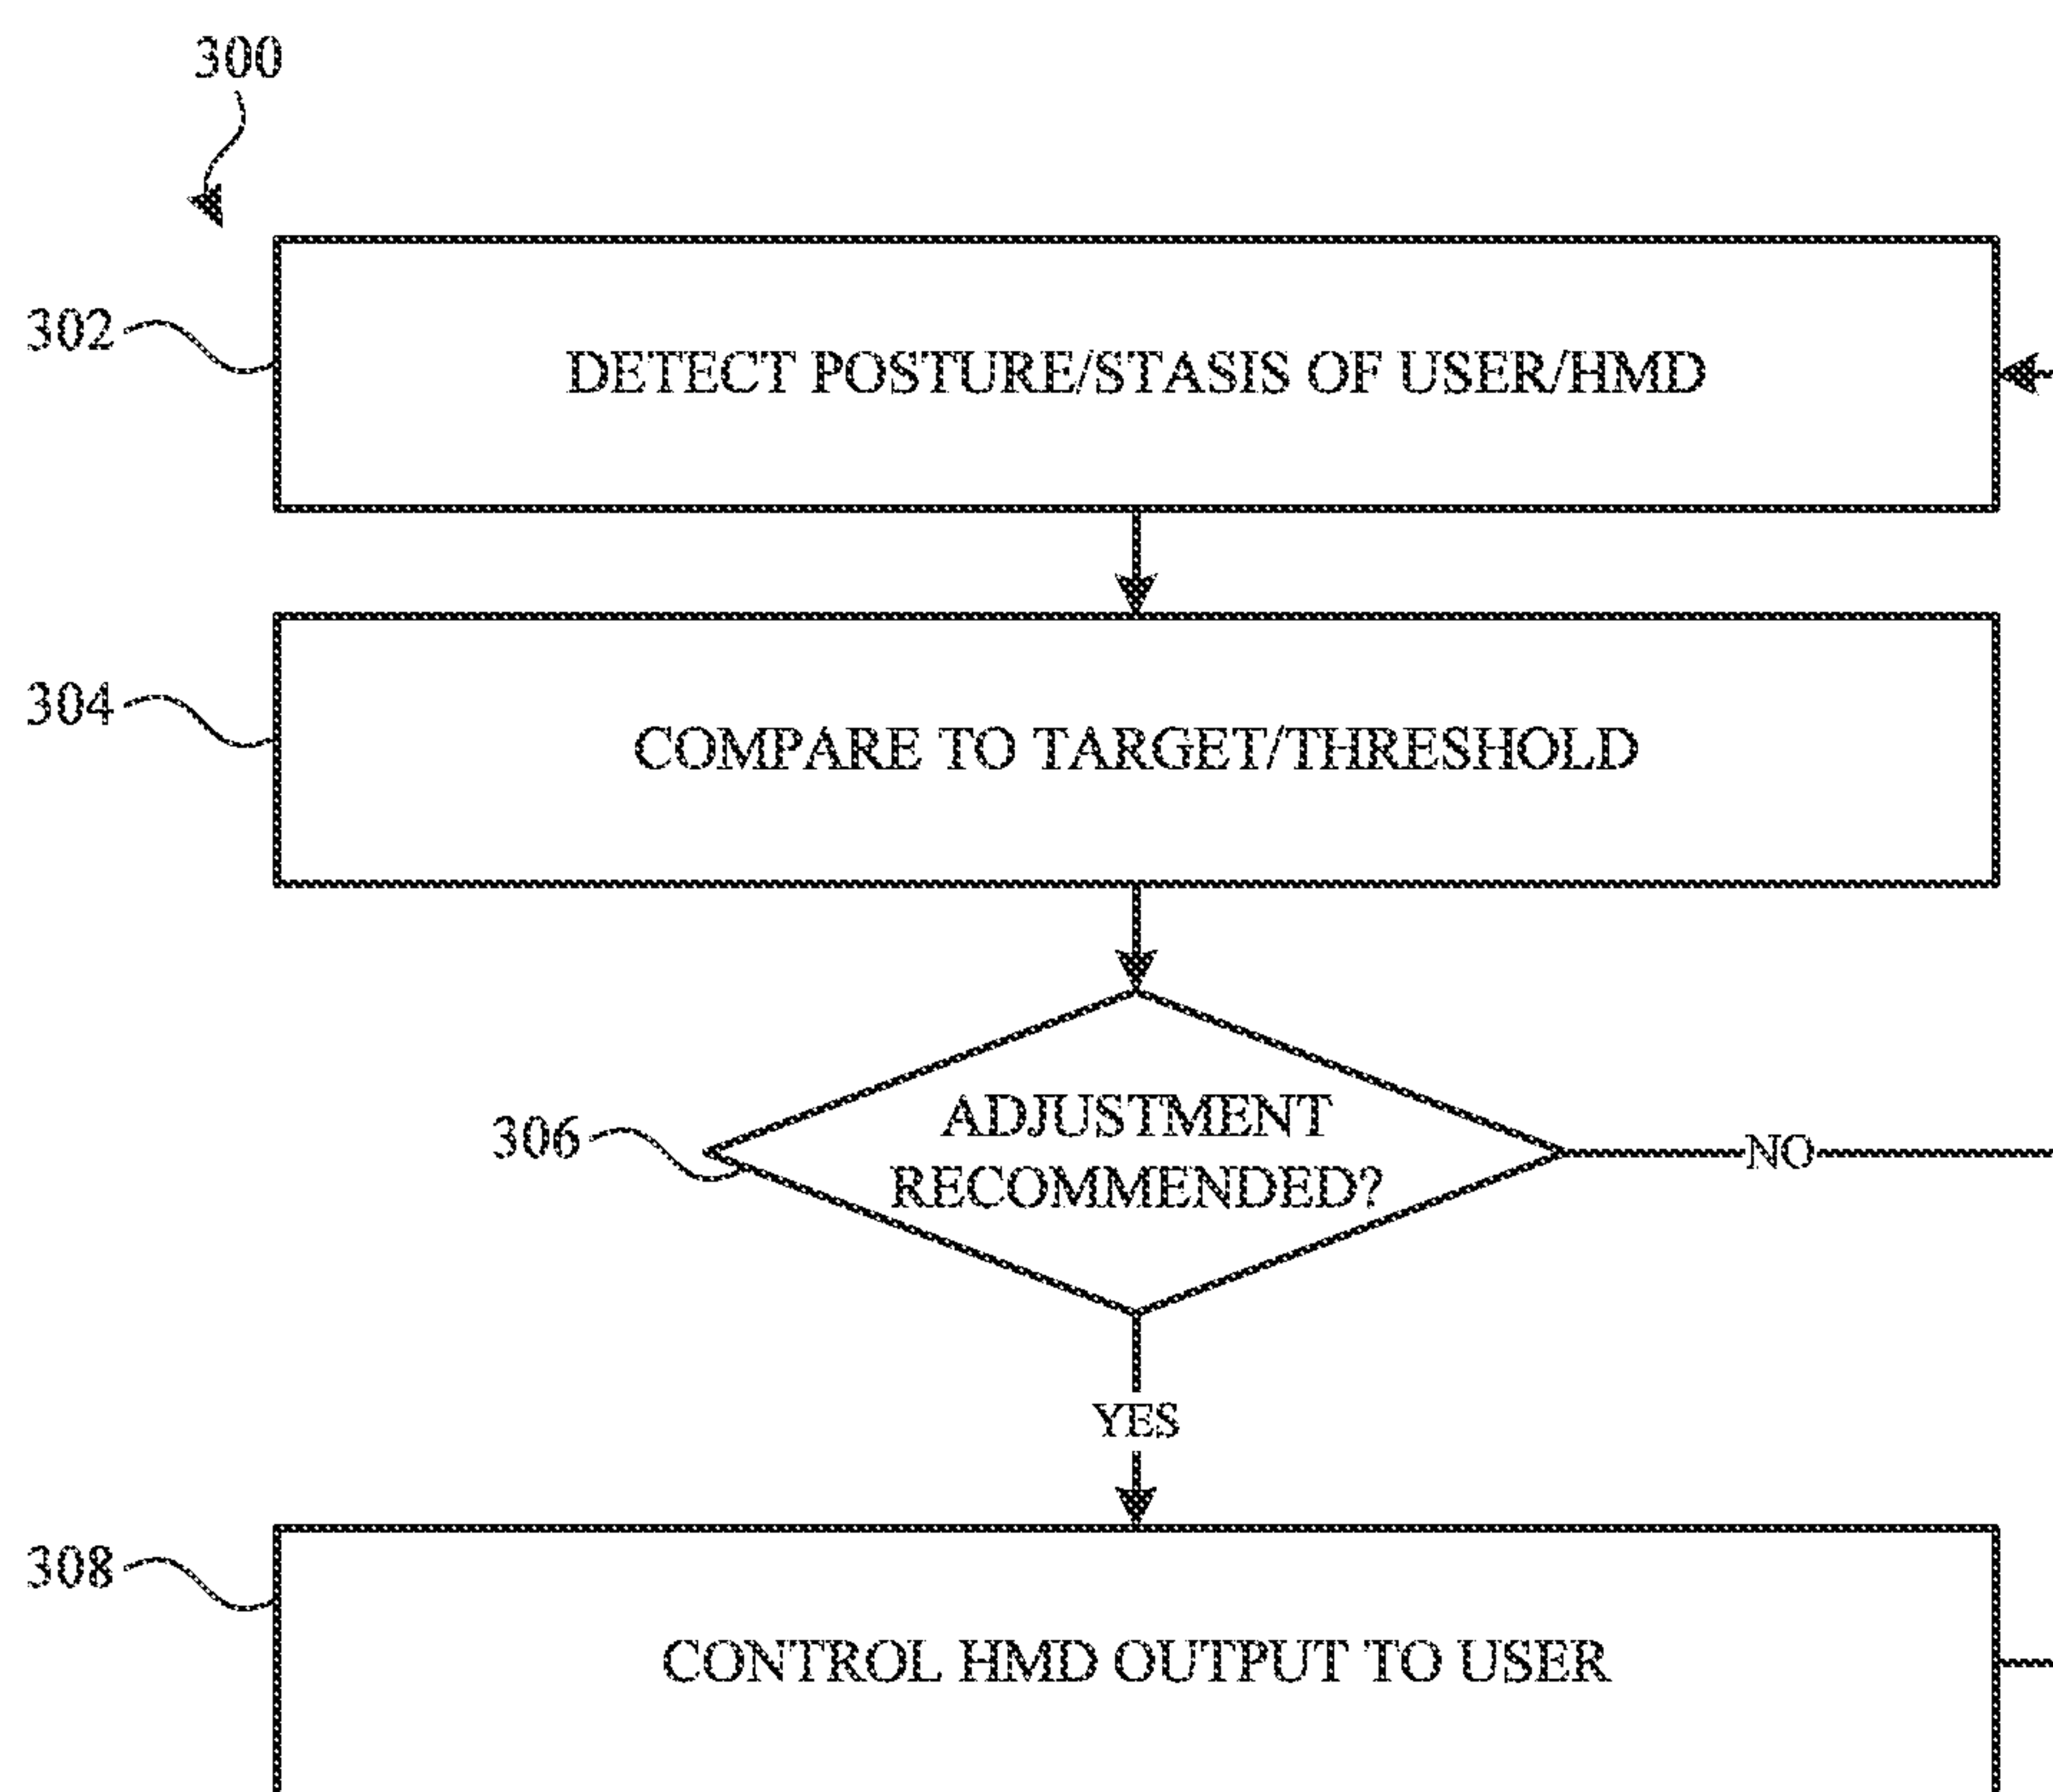 300
302
DETECT POSTURE/STASIS OF USER/HMD
304
COMPARE TO TARGET/THRESHOLD
306
ADJUSTMENT
RECOMMENDED?
NO
YES
308
CONTROL HMD OUTPUT TO USER